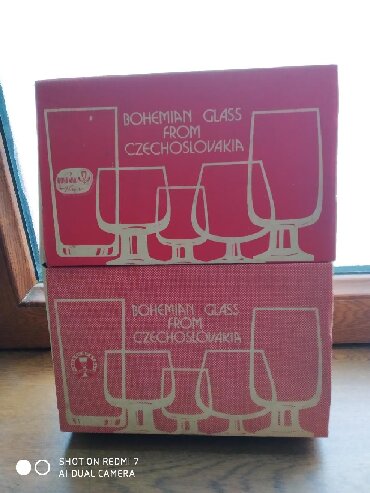 BOHEMIAN GLASS
FROM
CZECHOSLOVAKIA
BOHEMIAN GLASS
FROM
CZECHOSLOVAKIA
SHOT ON REDMI 7
AI DUAL CAMERA